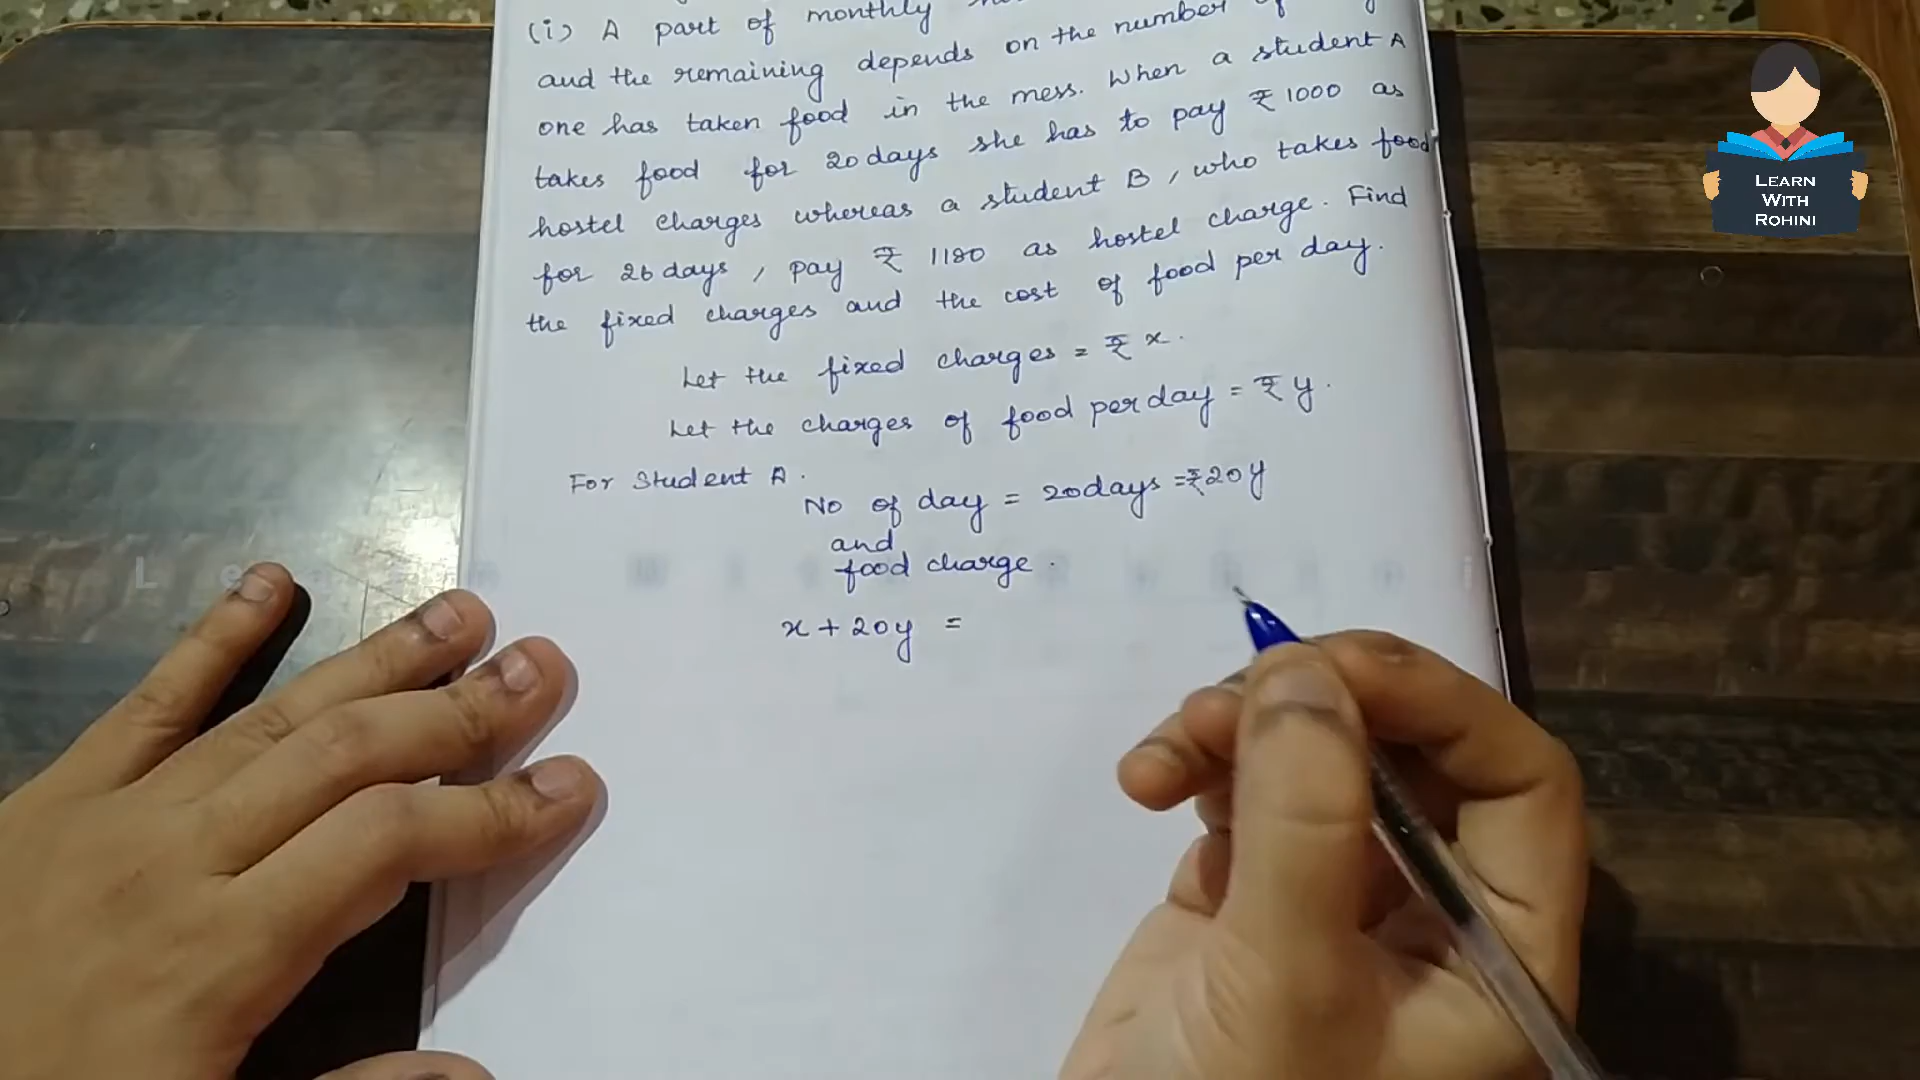 (i) A part of monthly
and the remaining depends on the number of
one has taken food in the mess. When a student A
takes food for 20 days she has to pay ₹ 1000 as
hostel charges whereas a student B, who takes food
for 26 days, pay ₹ 1180 as hostel charge. Find
the fixed charges and the cost of food per day.
Let the fixed charges = ₹ x.
Let the charges of food per day = ₹ y.
For Student A.
No of day = 20 days = ₹ 20y
and
food charge.
x + 20y =
LEARN
WITH
ROHINI